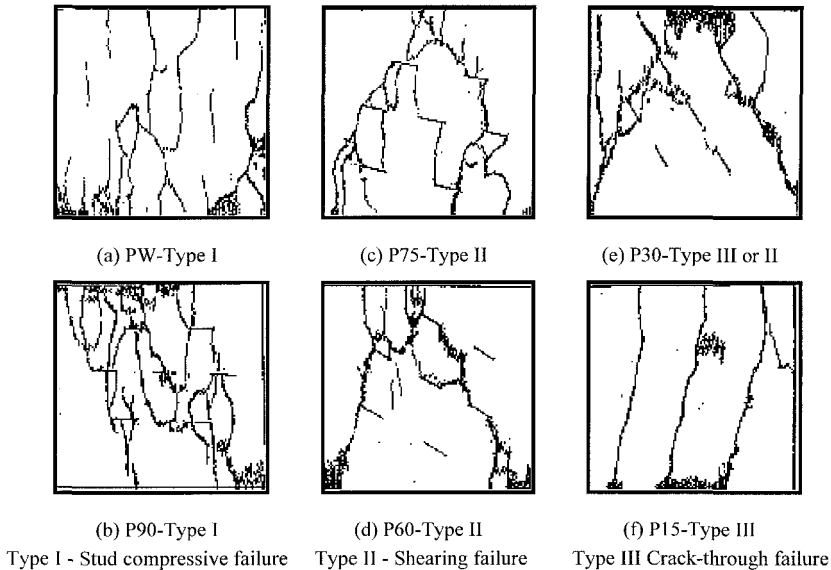 (a) PW-Type I
(c) P75-Type II
(e) P30-Type III or II
(b) P90-Type I
(d) P60-Type II
(f) P15-Type III
Type I - Stud compressive failure
Type II - Shearing failure
Type III Crack-through failure